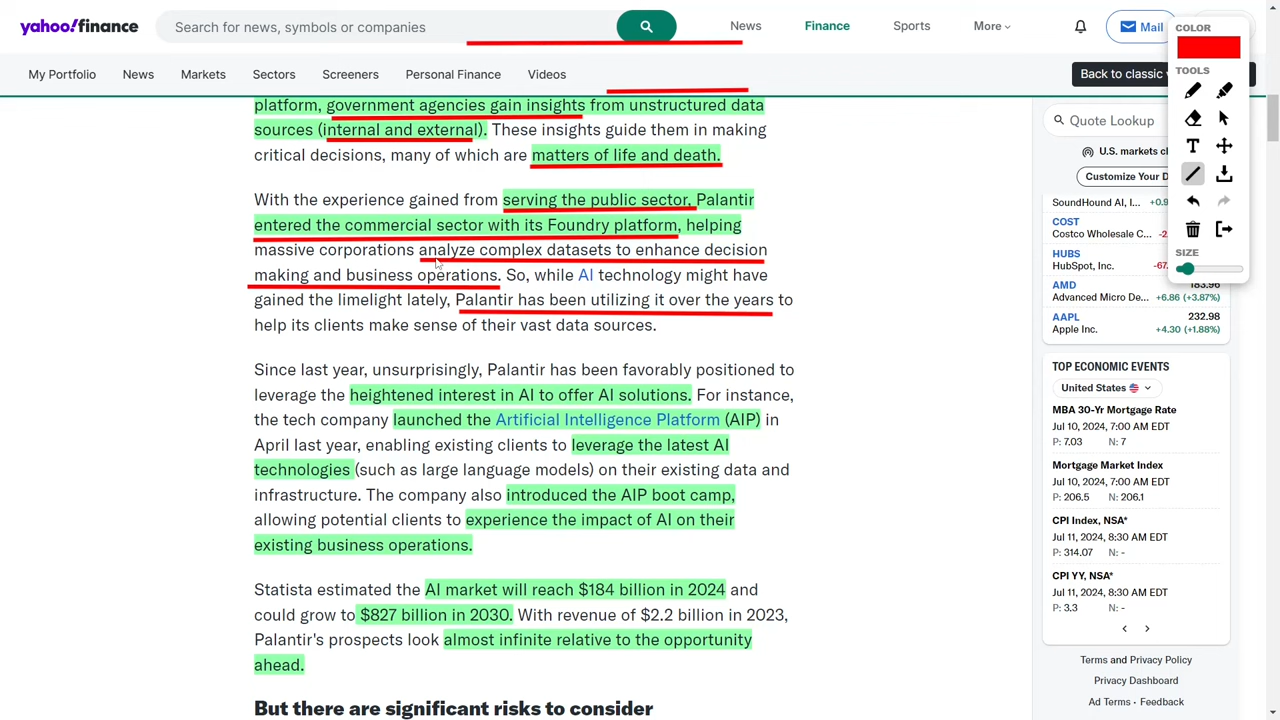 yahoo!finance
Search for news, symbols or companies
News
Finance
Sports
More
Mail
My Portfolio
News
Markets
Sectors
Screeners
Personal Finance
Videos
Back to classic
COLOR
TOOLS
SIZE
platform, government agencies gain insights from unstructured data
sources (internal and external). These insights guide them in making
critical decisions, many of which are matters of life and death.
With the experience gained from serving the public sector, Palantir
entered the commercial sector with its Foundry platform, helping
massive corporations analyze complex datasets to enhance decision
making and business operations. So, while AI technology might have
gained the limelight lately, Palantir has been utilizing it over the years to
help its clients make sense of their vast data sources.
Since last year, unsurprisingly, Palantir has been favorably positioned to
leverage the heightened interest in AI to offer AI solutions. For instance,
the tech company launched the Artificial Intelligence Platform (AIP) in
April last year, enabling existing clients to leverage the latest AI
technologies (such as large language models) on their existing data and
infrastructure. The company also introduced the AIP boot camp,
allowing potential clients to experience the impact of AI on their
existing business operations.
Statista estimated the AI market will reach $184 billion in 2024 and
could grow to $827 billion in 2030. With revenue of $2.2 billion in 2023,
Palantir's prospects look almost infinite relative to the opportunity
ahead.
But there are significant risks to consider
Quote Lookup
U.S. markets cl
Customize Your D
SoundHound AI, I... +0.9
COST
Costco Wholesale C... -2.
HUBS
HubSpot, Inc. -67.
AMD 183.96
Advanced Micro De... +6.86 (+3.87%)
AAPL 232.98
Apple Inc. +4.30 (+1.88%)
TOP ECONOMIC EVENTS
United States
MBA 30-Yr Mortgage Rate
Jul 10, 2024, 7:00 AM EDT
P: 7.03 N: 7
Mortgage Market Index
Jul 10, 2024, 7:00 AM EDT
P: 206.5 N: 206.1
CPI Index, NSA*
Jul 11, 2024, 8:30 AM EDT
P: 314.07 N: -
CPI YY, NSA*
Jul 11, 2024, 8:30 AM EDT
P: 3.3 N: -
Terms and Privacy Policy
Privacy Dashboard
Ad Terms • Feedback